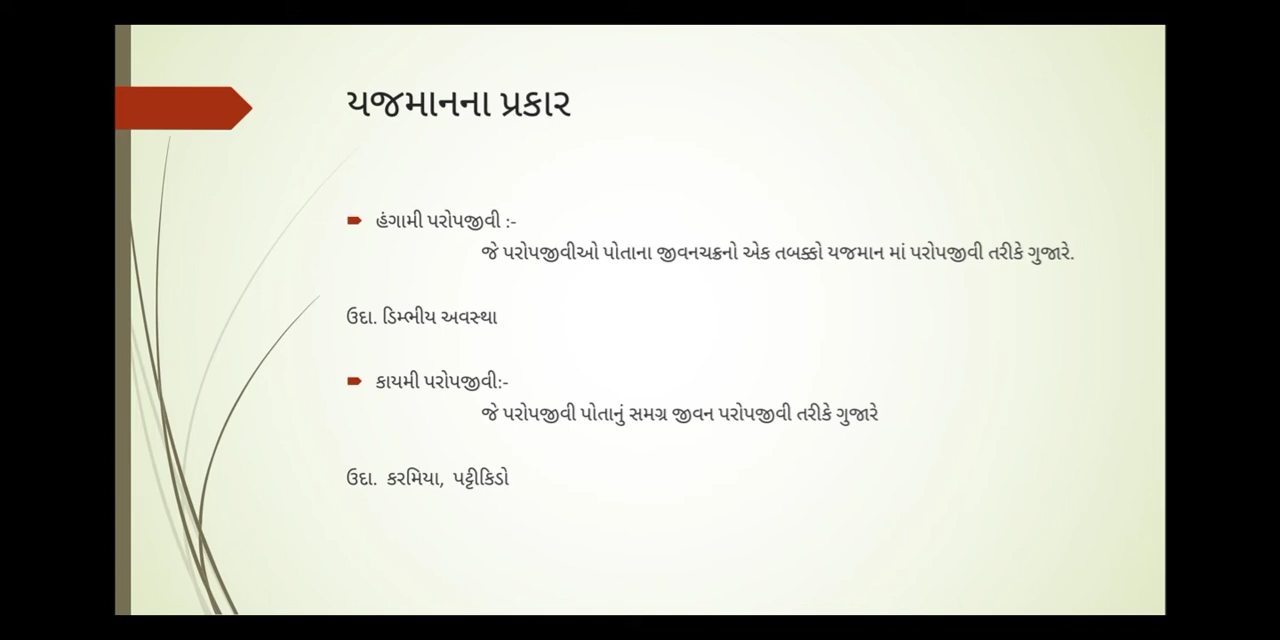 યજમાનના પ્રકાર
હંગામી પરોપજીવી :-
જે પરોપજીવીઓ પોતાના જીવનચક્રનો એક તબક્કો યજમાન માં પરોપજીવી તરીકે ગુજારે.
ઉદા. ડિમ્ભીય અવસ્થા
કાયમી પરોપજીવી:-
જે પરોપજીવી પોતાનું સમગ્ર જીવન પરોપજીવી તરીકે ગુજારે
ઉદા. કરમિયા, પટ્ટીકિડો